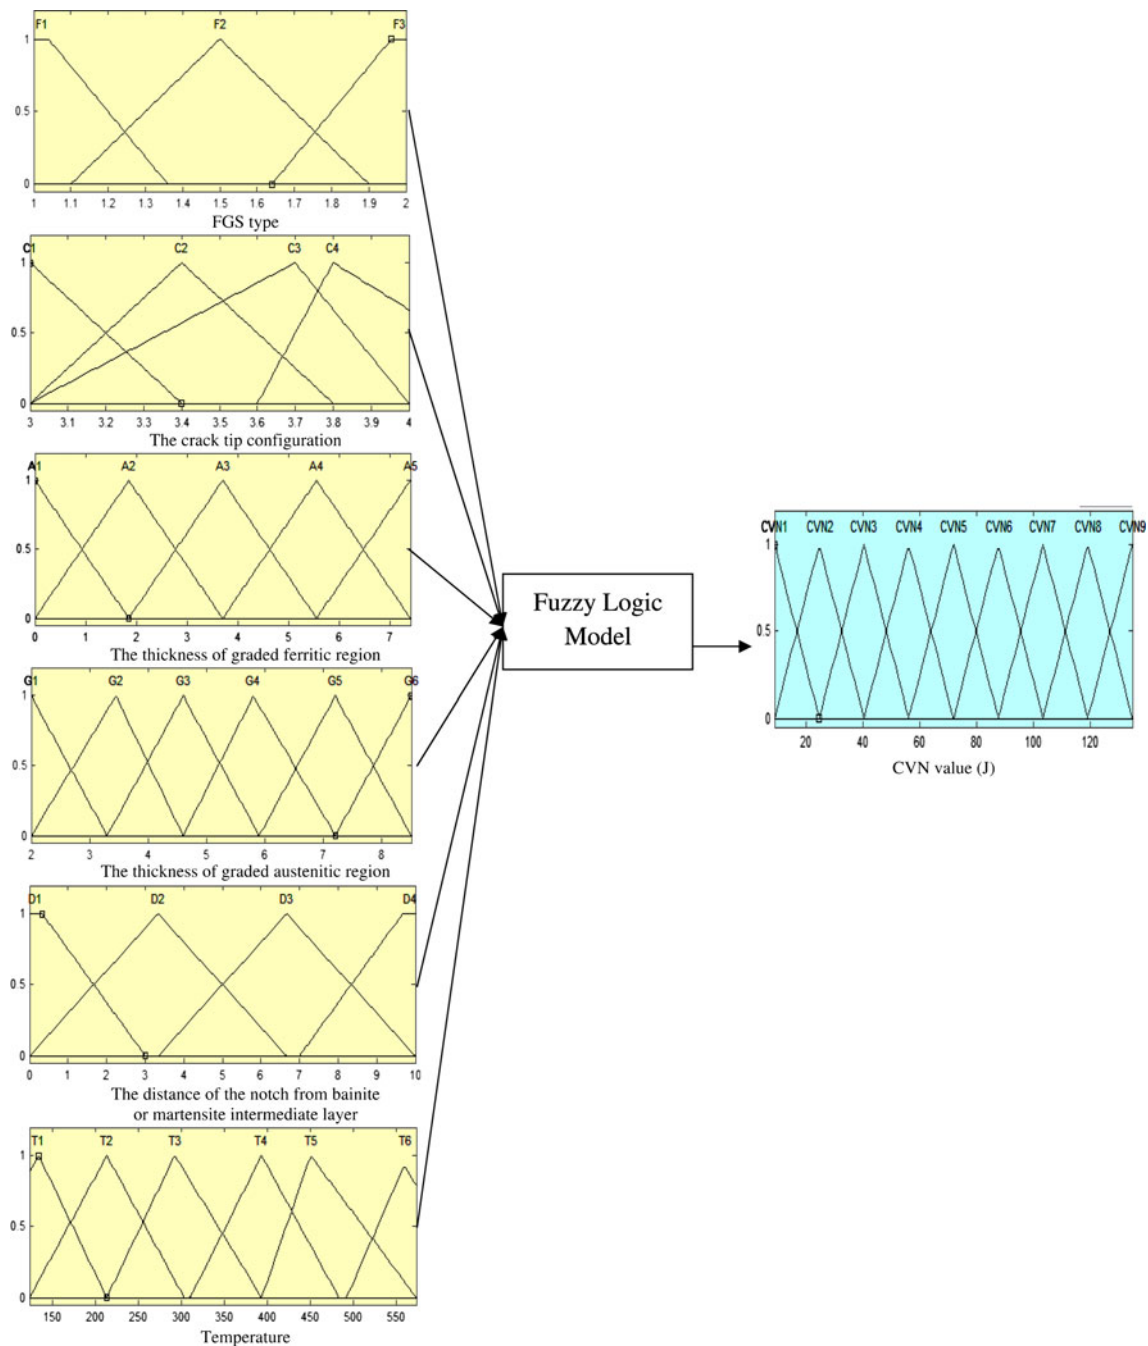 F1 F2 F3
1
0.5
0
1 1.1 1.2 1.3 1.4 1.5 1.6 1.7 1.8 1.9 2
FGS type
C1 C2 C3 C4
1
0.5
0
3 3.1 3.2 3.3 3.4 3.5 3.6 3.7 3.8 3.9 4
The crack tip configuration
A1 A2 A3 A4 A5
1
0.5
0
0 1 2 3 4 5 6 7
The thickness of graded ferritic region
G1 G2 G3 G4 G5 G6
1
0.5
0
2 3 4 5 6 7 8
The thickness of graded austenitic region
D1 D2 D3 D4
1
0.5
0
0 1 2 3 4 5 6 7 8 9 10
The distance of the notch from bainite
or martensite intermediate layer
T1 T2 T3 T4 T5 T6
1
0.5
0
150 200 250 300 350 400 450 500 550
Temperature
Fuzzy Logic
Model
CVN1 CVN2 CVN3 CVN4 CVN5 CVN6 CVN7 CVN8 CVN9
1
0.5
0
20 40 60 80 100 120
CVN value (J)